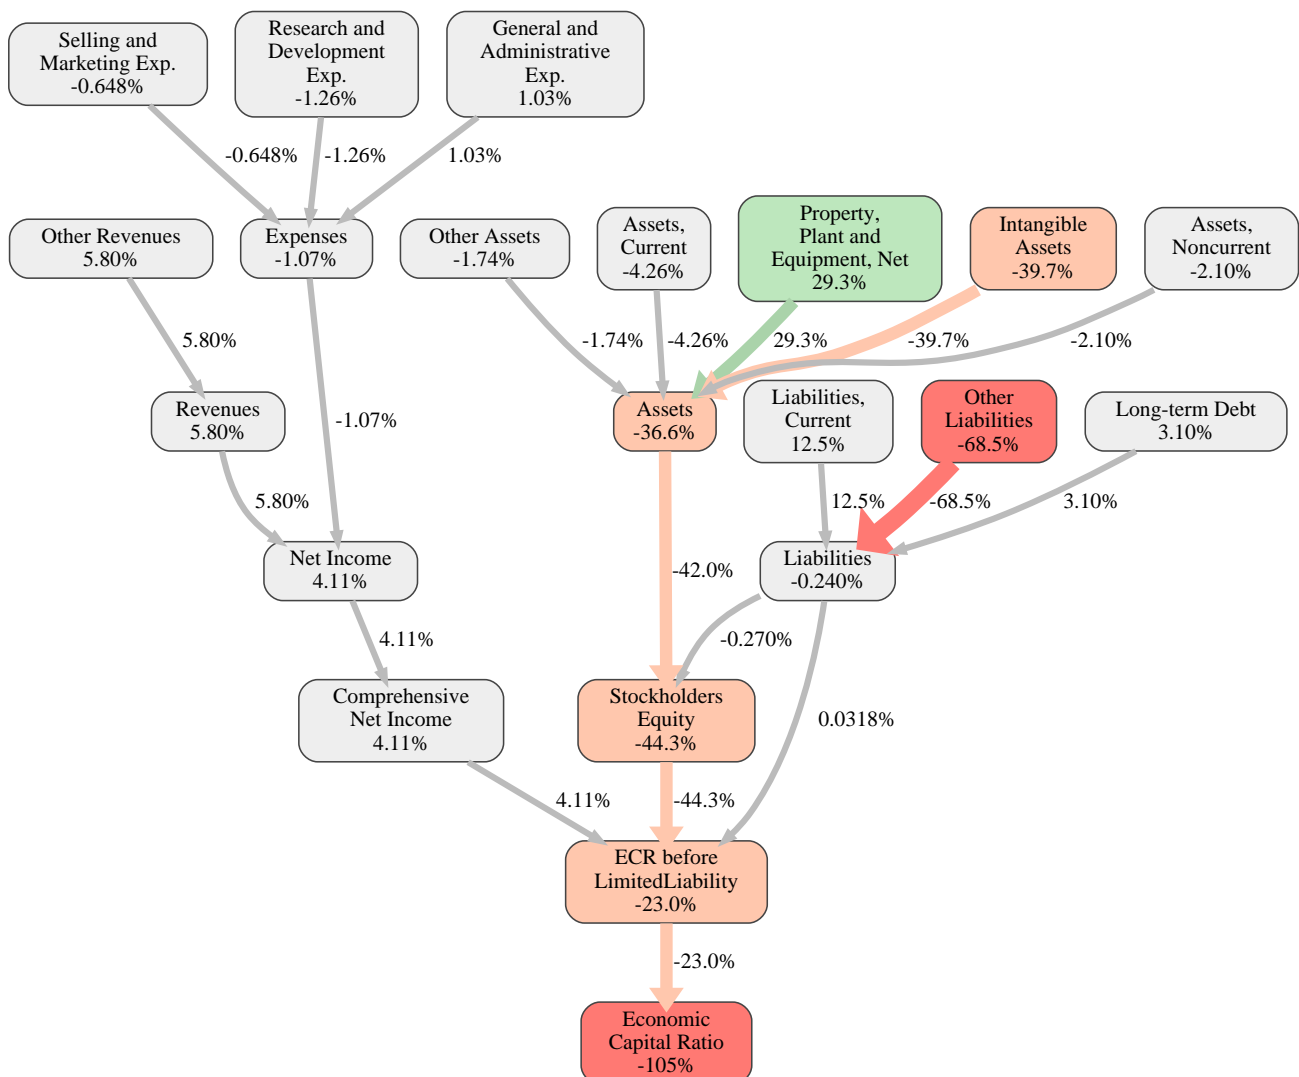 Selling and
Marketing Exp.
-0.648%
Research and
Development
Exp.
-1.26%
General and
Administrative
Exp.
1.03%
-0.648%
-1.26%
1.03%
Other Revenues
5.80%
Expenses
-1.07%
Other Assets
-1.74%
Assets,
Current
-4.26%
Property,
Plant and
Equipment, Net
29.3%
Intangible
Assets
-39.7%
Assets,
Noncurrent
-2.10%
5.80%
-1.74%
-4.26%
29.3%
-39.7%
-2.10%
Revenues
5.80%
-1.07%
Assets
-36.6%
Liabilities,
Current
12.5%
Other
Liabilities
-68.5%
Long-term Debt
3.10%
5.80%
12.5%
-68.5%
3.10%
Net Income
4.11%
-42.0%
Liabilities
-0.240%
4.11%
-0.270%
Comprehensive
Net Income
4.11%
Stockholders
Equity
-44.3%
0.0318%
4.11%
-44.3%
ECR before
LimitedLiability
-23.0%
-23.0%
Economic
Capital Ratio
-105%